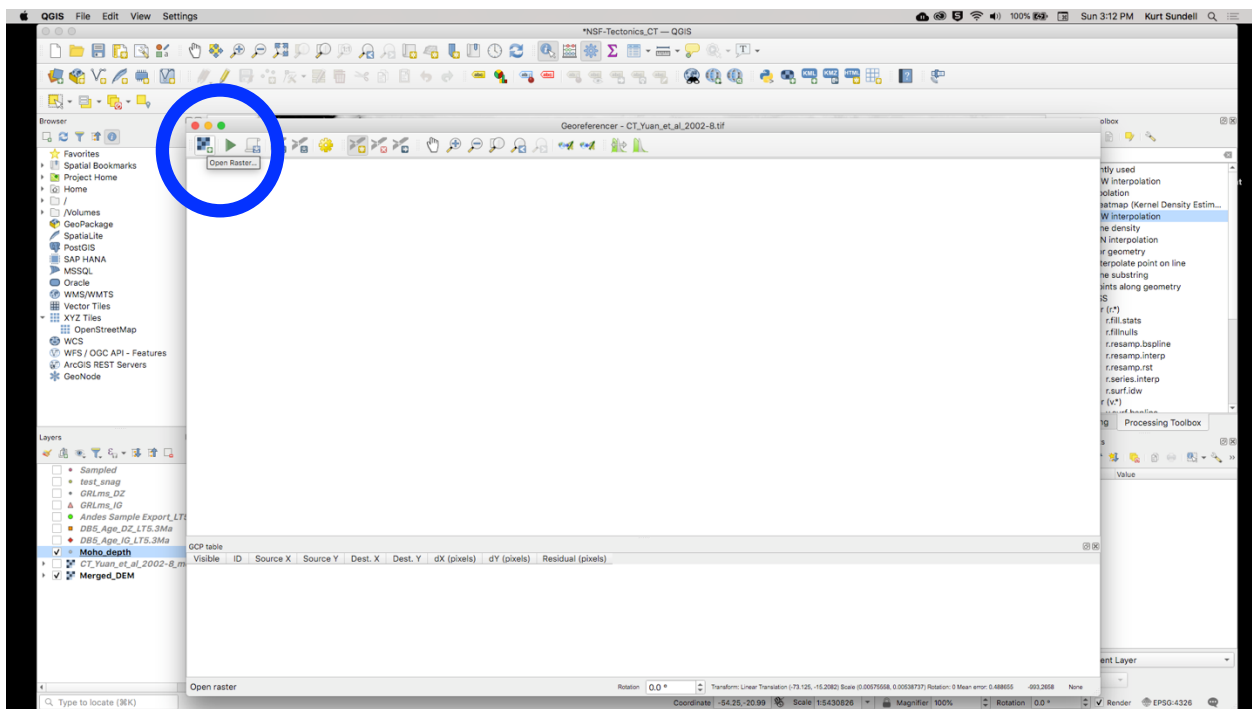 QGIS File Edit View Settings
100% Sun 3:12 PM Kurt Sundell
*NSF-Tectonics_CT — QGIS
Browser
Favorites
Spatial Bookmarks
Project Home
Home
/
/Volumes
GeoPackage
SpatiaLite
PostGIS
SAP HANA
MSSQL
Oracle
WMS/WMTS
Vector Tiles
XYZ Tiles
OpenStreetMap
WCS
WFS / OGC API - Features
ArcGIS REST Servers
GeoNode
Layers
Sampled
test_snag
GRLms_DZ
GRLms_IG
Andes Sample Export_LT5
DB5_Age_DZ_LT5.3Ma
DB5_Age_IG_LT5.3Ma
Moho_depth
CT_Yuan_et_al_2002-8_m
Merged_DEM
Georeferencer - CT_Yuan_et_al_2002-8.tif
Open Raster...
GCP table
Visible ID Source X Source Y Dest. X Dest. Y dX (pixels) dY (pixels) Residual (pixels)
Open raster
Rotation 0.0 ° Transform: Linear Translation (-73.125, -15.2082) Scale (0.00575558, 0.00538737) Rotation: 0 Mean error: 0.488655 -993,2658 None
olbox
ntly used
W interpolation
polation
eatmap (Kernel Density Estim...
W interpolation
ne density
N interpolation
r geometry
terpolate point on line
ne substring
oints along geometry
SS
r (r.*)
r.fill.stats
r.fillnulls
r.resamp.bspline
r.resamp.interp
r.resamp.rst
r.series.interp
r.surf.idw
r (v.*)
ng Processing Toolbox
s
Value
ent Layer
Type to locate (⌘K)
Coordinate -54.25,-20.99 Scale 1:5430826 Magnifier 100% Rotation 0.0 ° Render EPSG:4326